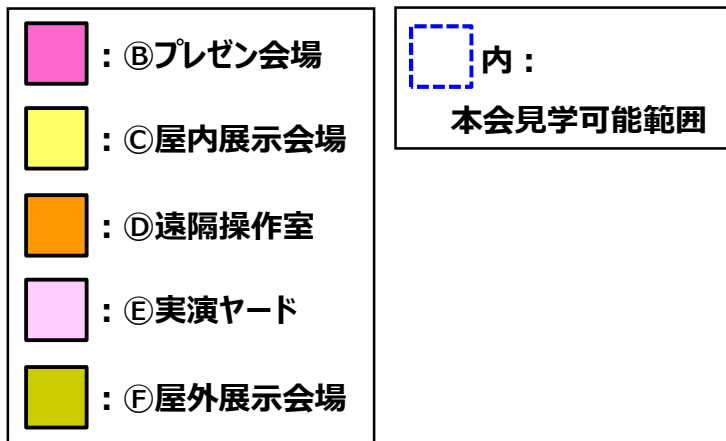 ：Ⓑプレゼン会場
：Ⓒ屋内展示会場
：Ⓓ遠隔操作室
：Ⓔ実演ヤード
：Ⓕ屋外展示会場
内：
本会見学可能範囲